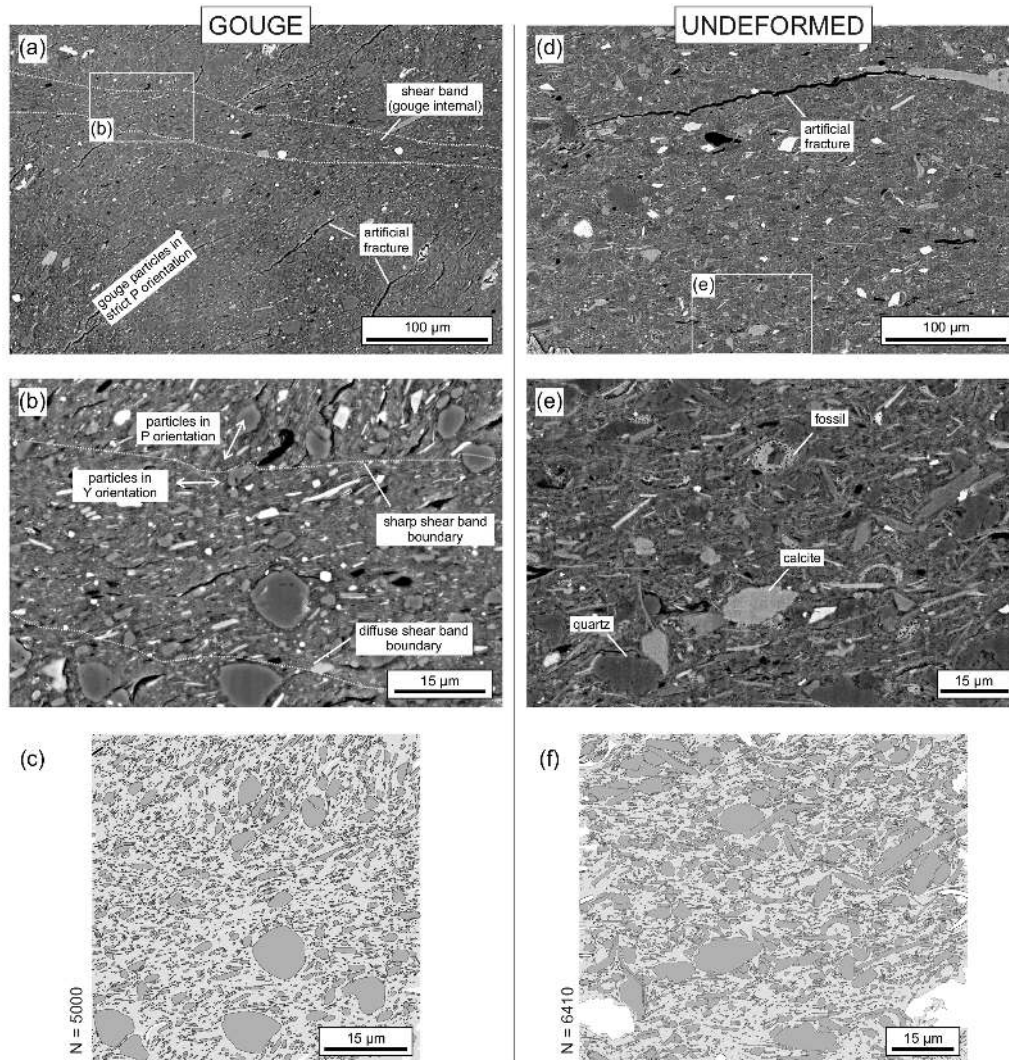 GOUGE
UNDEFORMED
(a)
shear band
(gouge internal)
(b)
artificial
fracture
gouge particles in
strict P orientation
100 µm
(d)
artificial
fracture
(e)
100 µm
(b)
particles in
P orientation
particles in
Y orientation
sharp shear band
boundary
diffuse shear band
boundary
15 µm
(e)
fossil
calcite
quartz
15 µm
(c)
N = 5000
15 µm
(f)
N = 6410
15 µm